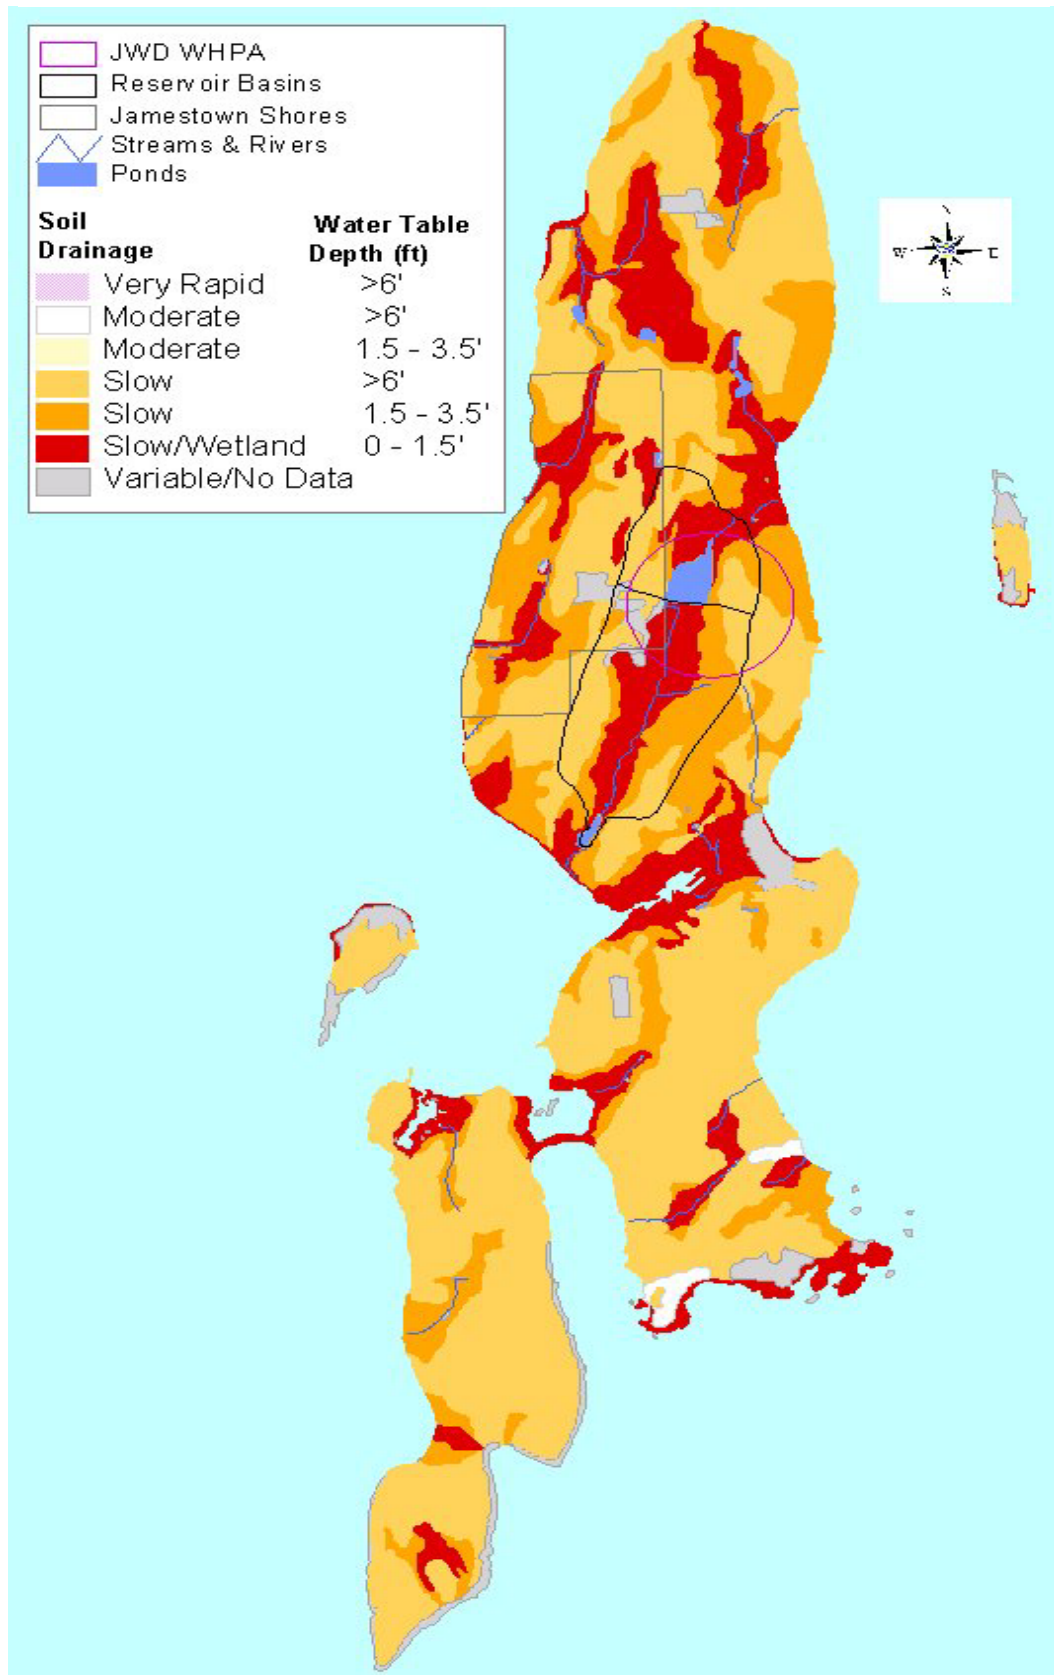 JWD WHPA
Reservoir Basins
Jamestown Shores
Streams & Rivers
Ponds
Soil Drainage Water Table Depth (ft)
Very Rapid >6'
Moderate >6'
Moderate 1.5 - 3.5'
Slow >6'
Slow 1.5 - 3.5'
Slow/Wetland 0 - 1.5'
Variable/No Data
W E
S